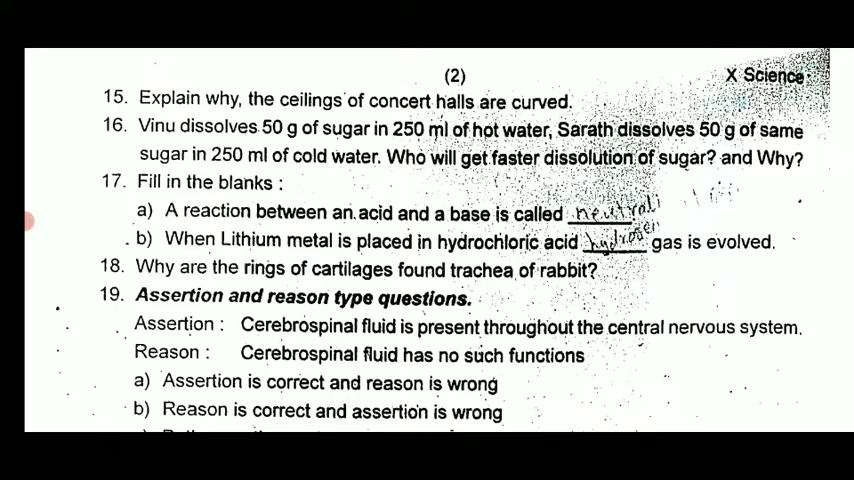 (2)
X Science
15. Explain why, the ceilings of concert halls are curved.
16. Vinu dissolves 50 g of sugar in 250 ml of hot water, Sarath dissolves 50 g of same
sugar in 250 ml of cold water. Who will get faster dissolution of sugar? and Why?
17. Fill in the blanks :
a) A reaction between an acid and a base is called neutrali
b) When Lithium metal is placed in hydrochloric acid hydrogen gas is evolved.
18. Why are the rings of cartilages found trachea of rabbit?
19. Assertion and reason type questions.
Assertion : Cerebrospinal fluid is present throughout the central nervous system.
Reason : Cerebrospinal fluid has no such functions
a) Assertion is correct and reason is wrong
b) Reason is correct and assertion is wrong